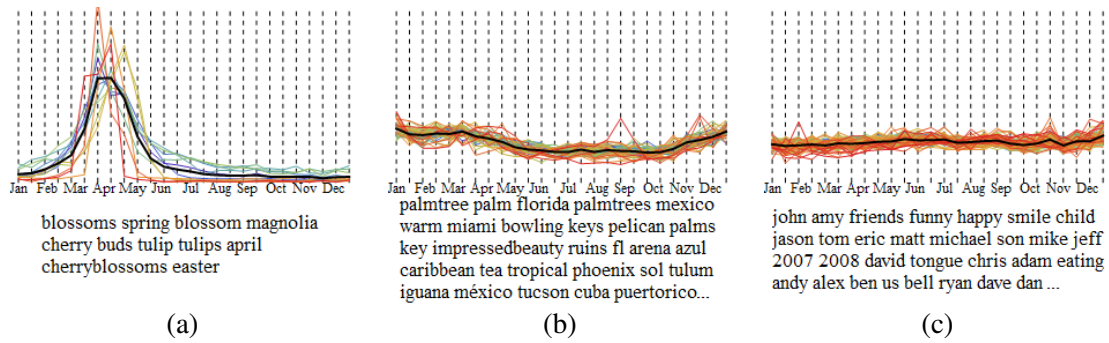 Jan Feb Mar Apr May Jun Jul Aug Sep Oct Nov Dec
blossoms spring blossom magnolia
cherry buds tulip tulips april
cherryblossoms easter
(a)
Jan Feb Mar Apr May Jun Jul Aug Sep Oct Nov Dec
palmtree palm florida palmtrees mexico
warm miami bowling keys pelican palms
key impressedbeauty ruins fl arena azul
caribbean tea tropical phoenix sol tulum
iguana méxico tucson cuba puertorico...
(b)
Jan Feb Mar Apr May Jun Jul Aug Sep Oct Nov Dec
john amy friends funny happy smile child
jason tom eric matt michael son mike jeff
2007 2008 david tongue chris adam eating
andy alex ben us bell ryan dave dan ...
(c)